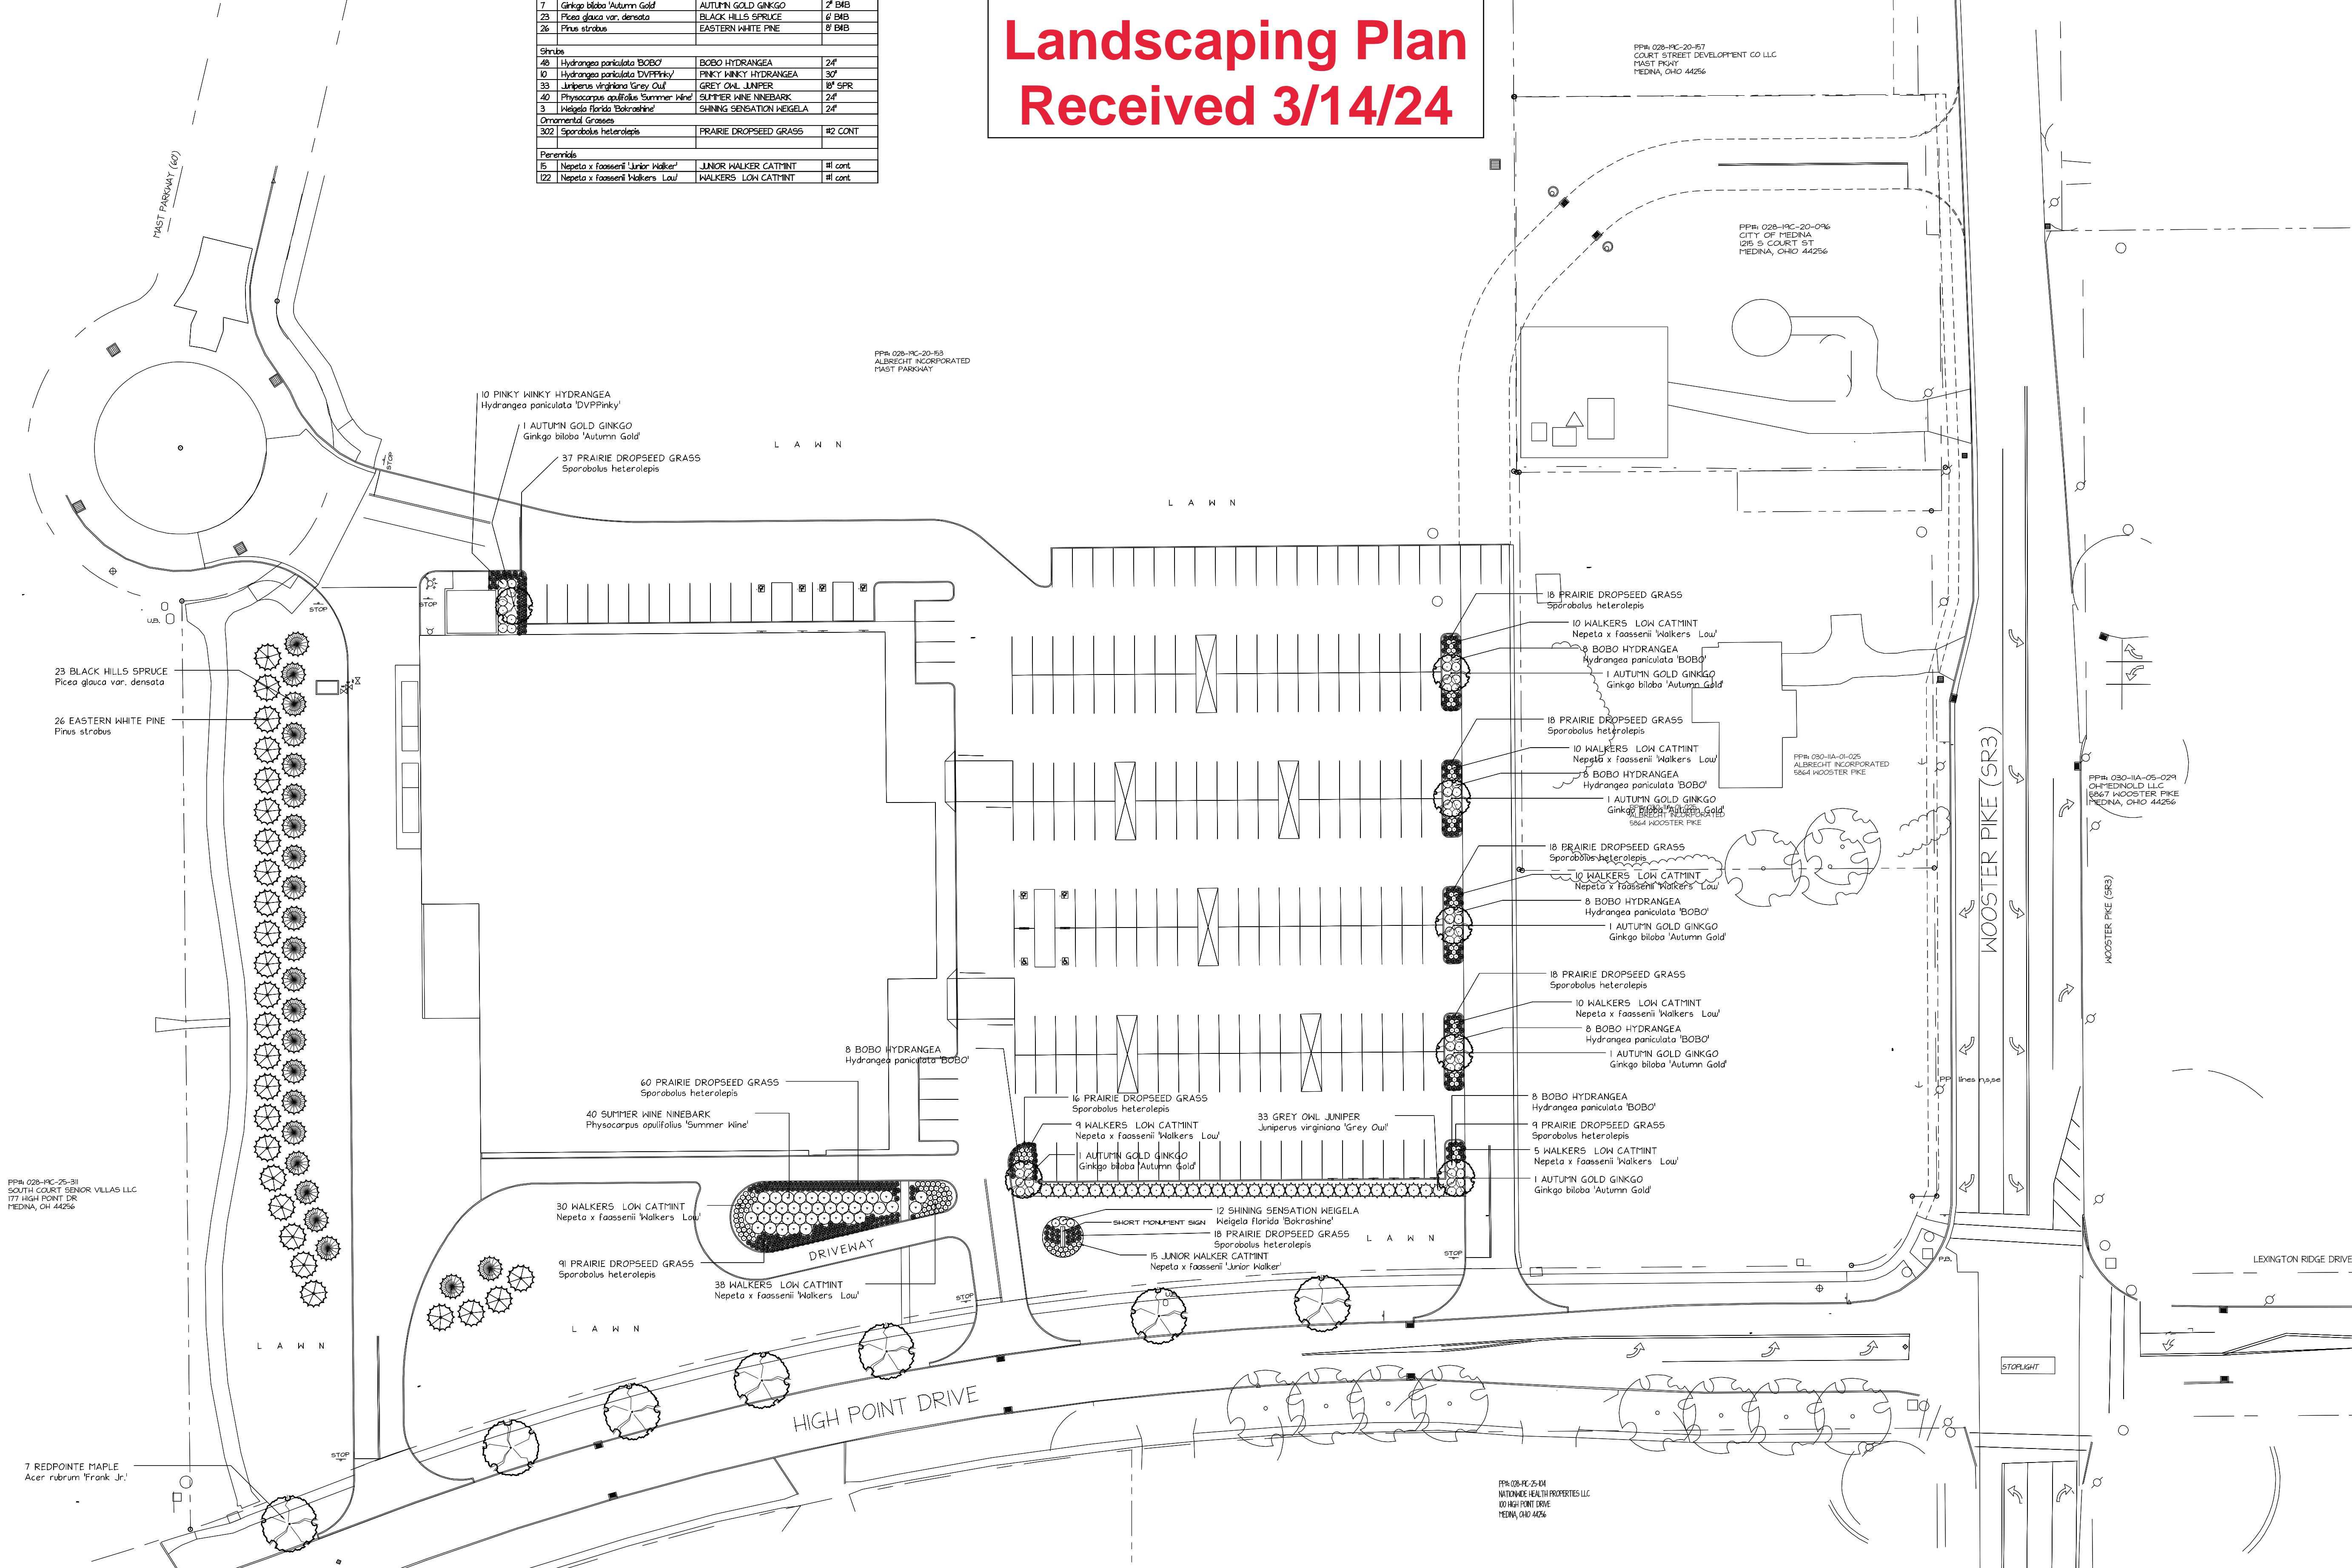 7 Ginkgo biloba 'Autumn Gold' AUTUMN GOLD GINKGO 2" B&B
23 Picea glauca var. densata BLACK HILLS SPRUCE 6' B&B
26 Pinus strobus EASTERN WHITE PINE 8' B&B
Shrubs
48 Hydrangea paniculata 'BOBO' BOBO HYDRANGEA 24"
10 Hydrangea paniculata 'DVPPinky' PINKY WINKY HYDRANGEA 30"
33 Juniperus virginiana 'Grey Owl' GREY OWL JUNIPER 18" SPR
40 Physocarpus opulifolius 'Summer Wine' SUMMER WINE NINEBARK 24"
3 Weigela florida 'Bokrashine' SHINING SENSATION WEIGELA 24"
Ornamental Grasses
302 Sporobolus heterolepis PRAIRIE DROPSEED GRASS #2 CONT
Perennials
15 Nepeta x faassenii 'Junior Walker' JUNIOR WALKER CATMINT #1 cont
122 Nepeta x faassenii 'Walkers Low' WALKERS LOW CATMINT #1 cont
Landscaping Plan
Received 3/14/24
PP#: 028-19C-20-157
COURT STREET DEVELOPMENT CO LLC
MAST PKWY
MEDINA, OHIO 44256
MAST PARKWAY (60')
PP#: 028-19C-20-096
CITY OF MEDINA
1215 S COURT ST
MEDINA, OHIO 44256
PP#: 028-19C-20-153
ALBRECHT INCORPORATED
MAST PARKWAY
10 PINKY WINKY HYDRANGEA
Hydrangea paniculata 'DVPPinky'
1 AUTUMN GOLD GINKGO
Ginkgo biloba 'Autumn Gold'
37 PRAIRIE DROPSEED GRASS
Sporobolus heterolepis
L A W N
L A W N
STOP
STOP
STOP
U.B.
23 BLACK HILLS SPRUCE
Picea glauca var. densata
26 EASTERN WHITE PINE
Pinus strobus
18 PRAIRIE DROPSEED GRASS
Sporobolus heterolepis
10 WALKERS LOW CATMINT
Nepeta x faassenii 'Walkers Low'
8 BOBO HYDRANGEA
Hydrangea paniculata 'BOBO'
1 AUTUMN GOLD GINKGO
Ginkgo biloba 'Autumn Gold'
18 PRAIRIE DROPSEED GRASS
Sporobolus heterolepis
10 WALKERS LOW CATMINT
Nepeta x faassenii 'Walkers Low'
8 BOBO HYDRANGEA
Hydrangea paniculata 'BOBO'
1 AUTUMN GOLD GINKGO
Ginkgo biloba 'Autumn Gold'
ALBRECHT INCORPORATED
5864 WOOSTER PIKE
PP#: 030-11A-01-025
ALBRECHT INCORPORATED
5864 WOOSTER PIKE
PP#: 030-11A-05-029
OHMEDINOLD LLC
5867 WOOSTER PIKE
MEDINA, OHIO 44256
WOOSTER PIKE (SR3)
WOOSTER PIKE (SR3)
18 PRAIRIE DROPSEED GRASS
Sporobolus heterolepis
10 WALKERS LOW CATMINT
Nepeta x faassenii 'Walkers Low'
8 BOBO HYDRANGEA
Hydrangea paniculata 'BOBO'
1 AUTUMN GOLD GINKGO
Ginkgo biloba 'Autumn Gold'
18 PRAIRIE DROPSEED GRASS
Sporobolus heterolepis
10 WALKERS LOW CATMINT
Nepeta x faassenii 'Walkers Low'
8 BOBO HYDRANGEA
Hydrangea paniculata 'BOBO'
1 AUTUMN GOLD GINKGO
Ginkgo biloba 'Autumn Gold'
PP lines n,s,se
8 BOBO HYDRANGEA
Hydrangea paniculata 'BOBO'
60 PRAIRIE DROPSEED GRASS
Sporobolus heterolepis
40 SUMMER WINE NINEBARK
Physocarpus opulifolius 'Summer Wine'
16 PRAIRIE DROPSEED GRASS
Sporobolus heterolepis
9 WALKERS LOW CATMINT
Nepeta x faassenii 'Walkers Low'
1 AUTUMN GOLD GINKGO
Ginkgo biloba 'Autumn Gold'
33 GREY OWL JUNIPER
Juniperus virginiana 'Grey Owl'
8 BOBO HYDRANGEA
Hydrangea paniculata 'BOBO'
9 PRAIRIE DROPSEED GRASS
Sporobolus heterolepis
5 WALKERS LOW CATMINT
Nepeta x faassenii 'Walkers Low'
1 AUTUMN GOLD GINKGO
Ginkgo biloba 'Autumn Gold'
PP#: 028-19C-25-311
SOUTH COURT SENIOR VILLAS LLC
177 HIGH POINT DR
MEDINA, OH 44256
30 WALKERS LOW CATMINT
Nepeta x faassenii 'Walkers Low'
DRIVEWAY
91 PRAIRIE DROPSEED GRASS
Sporobolus heterolepis
38 WALKERS LOW CATMINT
Nepeta x faassenii 'Walkers Low'
12 SHINING SENSATION WEIGELA
Weigela florida 'Bokrashine'
SHORT MONUMENT SIGN
18 PRAIRIE DROPSEED GRASS
Sporobolus heterolepis
15 JUNIOR WALKER CATMINT
Nepeta x faassenii 'Junior Walker'
L A W N
STOP
STOP
U.B.
P.B.
LEXINGTON RIDGE DRIVE
L A W N
L A W N
STOPLIGHT
HIGH POINT DRIVE
STOP
7 REDPOINTE MAPLE
Acer rubrum 'Frank Jr.'
PP#: 028-19C-25-104
NATIONWIDE HEALTH PROPERTIES LLC
100 HIGH POINT DRIVE
MEDINA, OHIO 44256